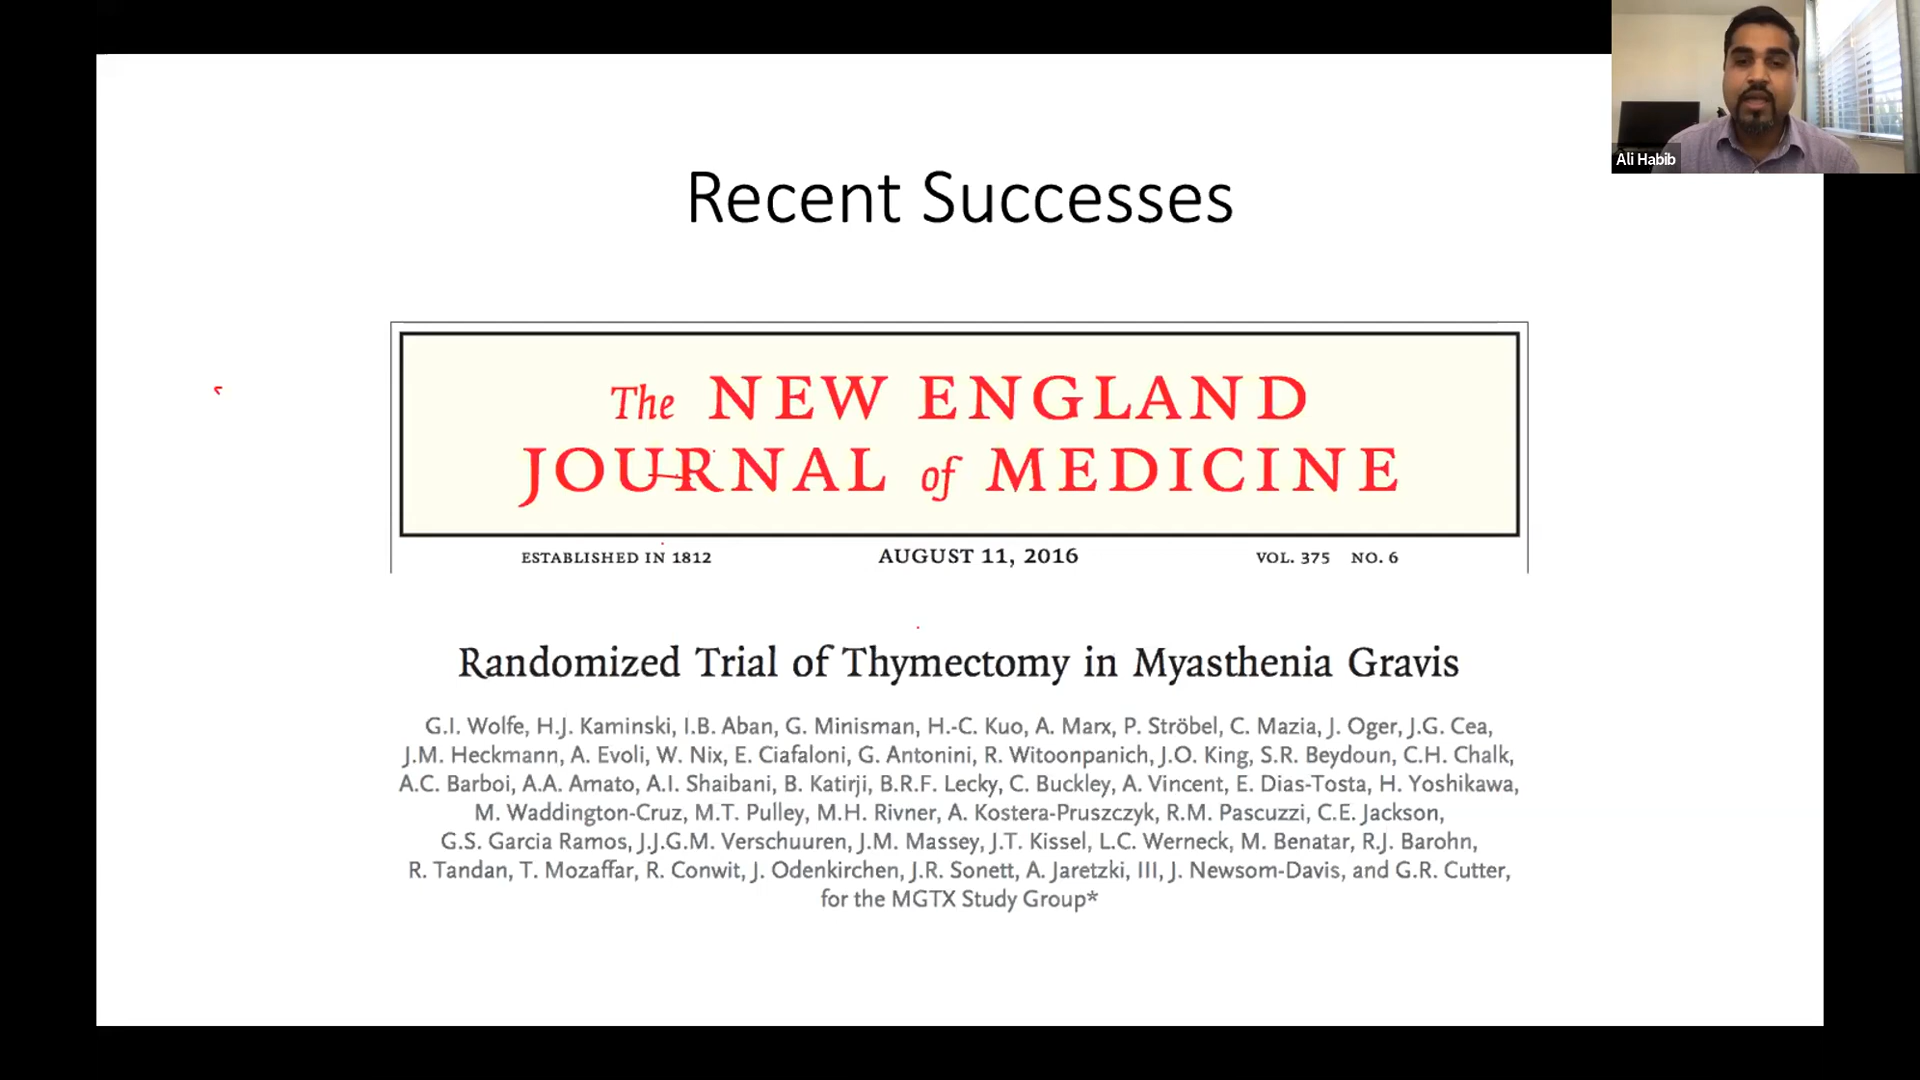 Ali Habib
Recent Successes
The NEW ENGLAND
JOURNAL of MEDICINE
ESTABLISHED IN 1812 AUGUST 11, 2016 VOL. 375 NO. 6
Randomized Trial of Thymectomy in Myasthenia Gravis
G.I. Wolfe, H.J. Kaminski, I.B. Aban, G. Minisman, H.-C. Kuo, A. Marx, P. Ströbel, C. Mazia, J. Oger, J.G. Cea,
J.M. Heckmann, A. Evoli, W. Nix, E. Ciafaloni, G. Antonini, R. Witoonpanich, J.O. King, S.R. Beydoun, C.H. Chalk,
A.C. Barboi, A.A. Amato, A.I. Shaibani, B. Katirji, B.R.F. Lecky, C. Buckley, A. Vincent, E. Dias-Tosta, H. Yoshikawa,
M. Waddington-Cruz, M.T. Pulley, M.H. Rivner, A. Kostera-Pruszczyk, R.M. Pascuzzi, C.E. Jackson,
G.S. Garcia Ramos, J.J.G.M. Verschuuren, J.M. Massey, J.T. Kissel, L.C. Werneck, M. Benatar, R.J. Barohn,
R. Tandan, T. Mozaffar, R. Conwit, J. Odenkirchen, J.R. Sonett, A. Jaretzki, III, J. Newsom-Davis, and G.R. Cutter,
for the MGTX Study Group*